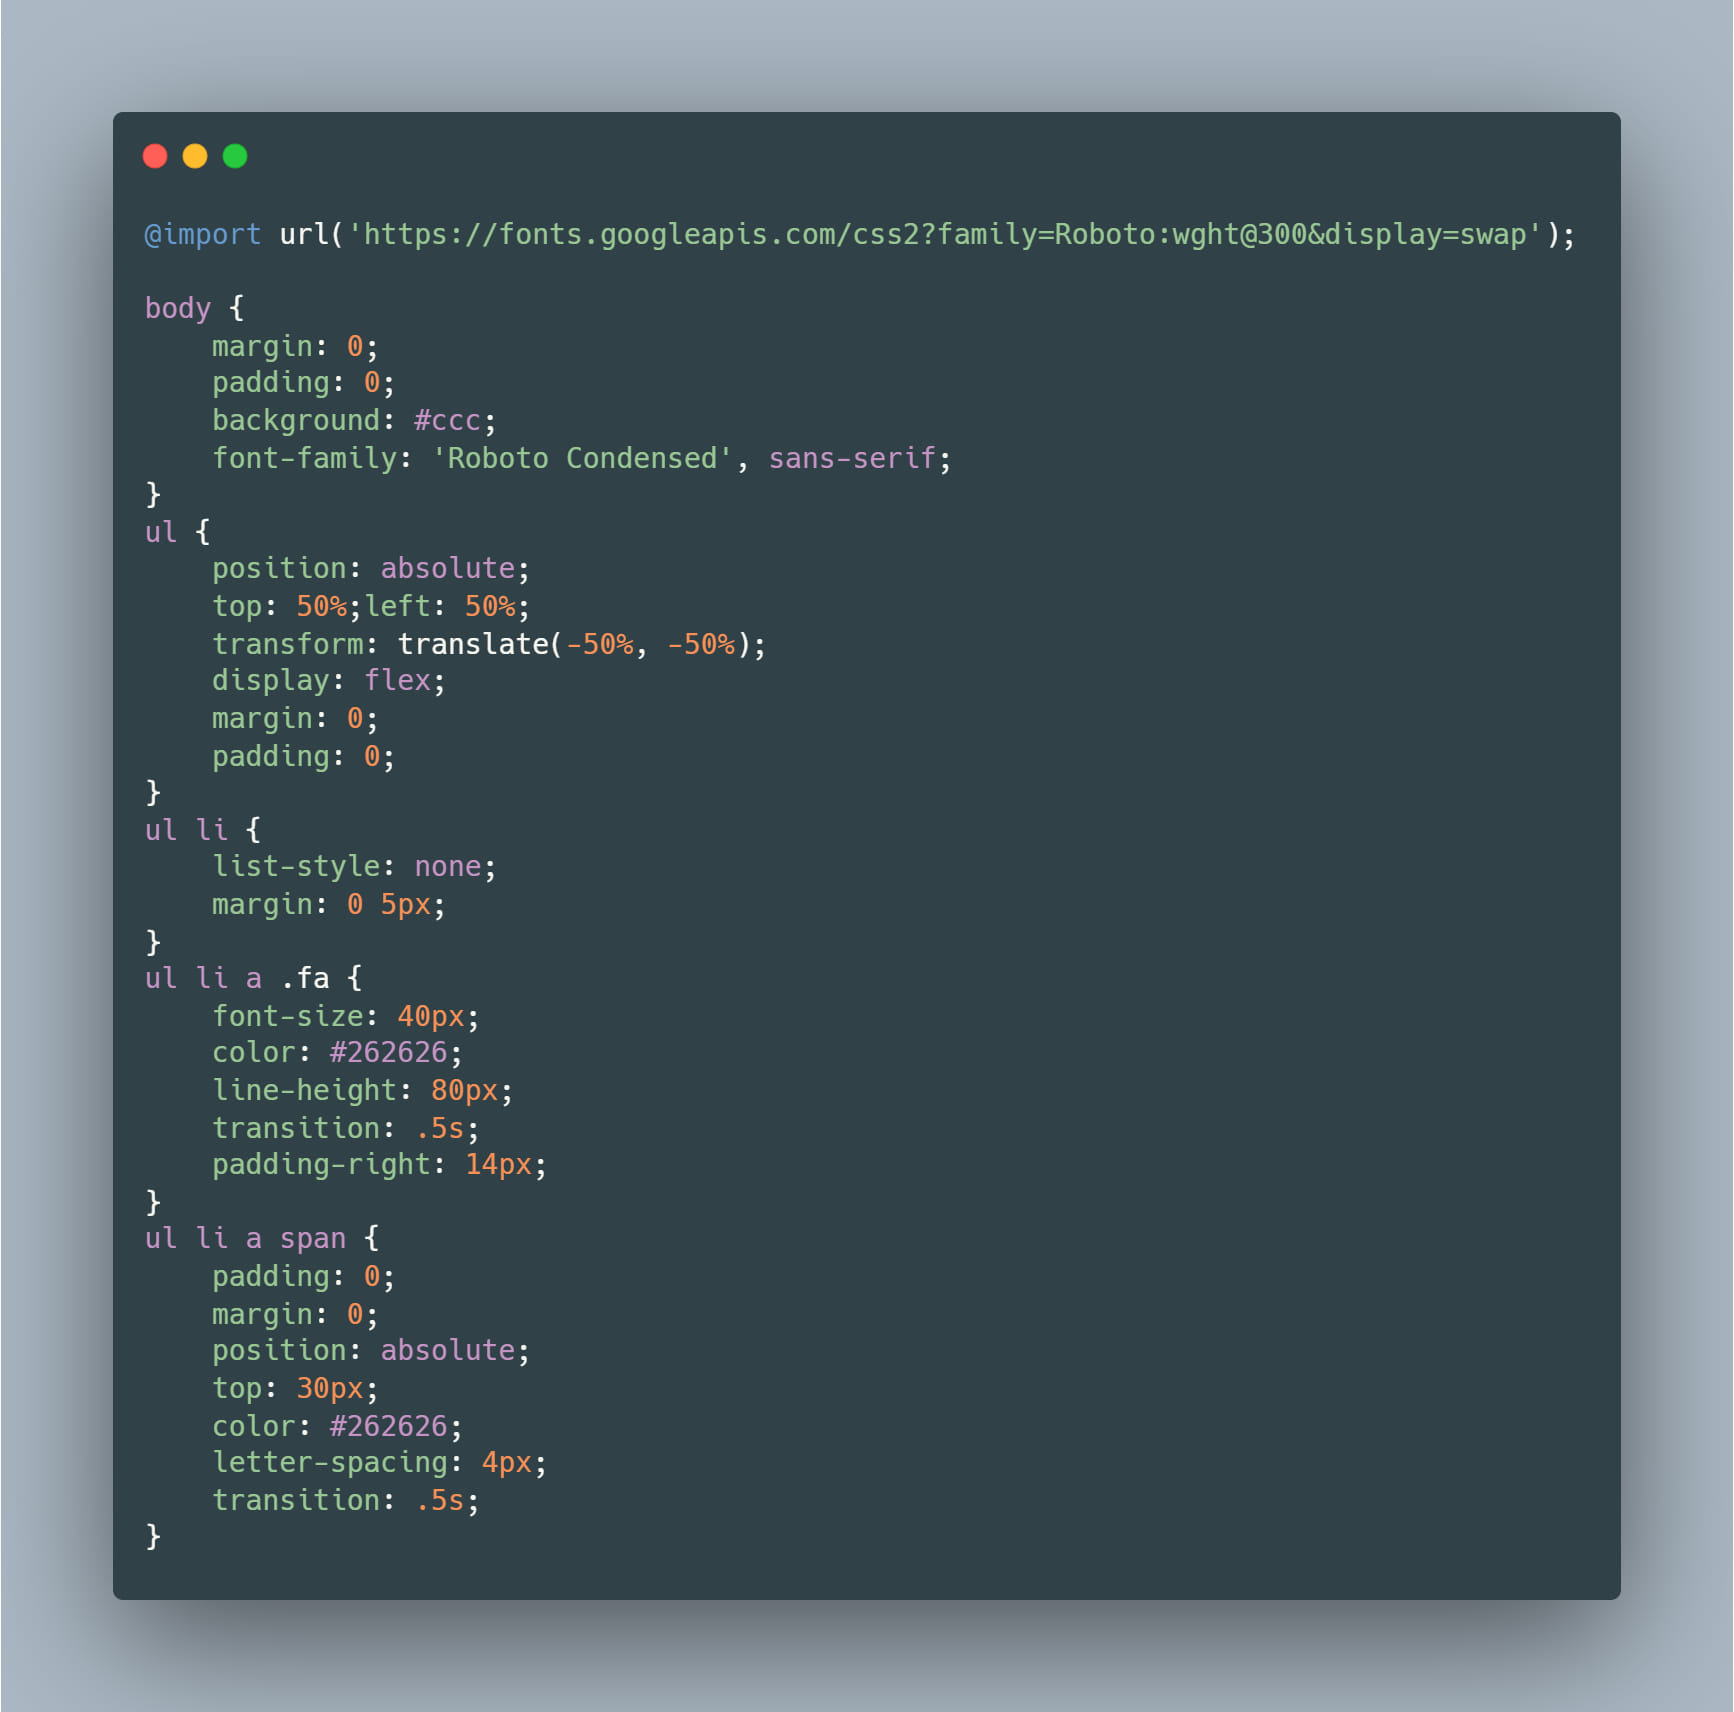 @import url('https://fonts.googleapis.com/css2?family=Roboto:wght@300&display=swap');

body {
    margin: 0;
    padding: 0;
    background: #ccc;
    font-family: 'Roboto Condensed', sans-serif;
}
ul {
    position: absolute;
    top: 50%;left: 50%;
    transform: translate(-50%, -50%);
    display: flex;
    margin: 0;
    padding: 0;
}
ul li {
    list-style: none;
    margin: 0 5px;
}
ul li a .fa {
    font-size: 40px;
    color: #262626;
    line-height: 80px;
    transition: .5s;
    padding-right: 14px;
}
ul li a span {
    padding: 0;
    margin: 0;
    position: absolute;
    top: 30px;
    color: #262626;
    letter-spacing: 4px;
    transition: .5s;
}